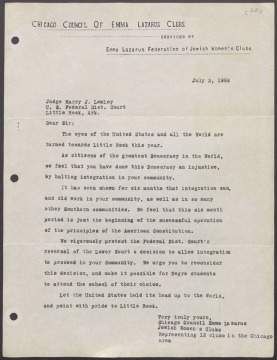 CHICAGO COUNCIL OF EMMA LAZARUS CLUBS
SERVICED BY
Emma Lazarus Federation of Jewish Women's Clubs
July 3, 1958
Judge Harry J. Lemley
U. S. Federal Dist. Court
Little Rock, Ark.
Dear Sir:
The eyes of the United States and all the World are
turned towards Little Rock this year.
As citizens of the greatest Democracy in the World,
we feel that you have done this Democracy an injustice,
by halting integration in your community.
It has been shown for six months that integration can,
and did work in your community, as well as in so many
other Southern communities. We feel that this six month
period is just the beginning of the successful operation
of the principles of the American Constitution.
We vigorously protest the Federal Dist. Court's
reversal of the Lower Court's decision to allow integration
to proceed in your Community. We urge you to reconsider
this decision, and make it possible for Negro students
to attend the school of their choice.
Let the United States hold its head up to the World,
and point with pride to Little Rock.
Very truly yours,
Chicago Council Emma Lazarus
Jewish Women's Clubs
Representing 12 clubs in the Chicago
area